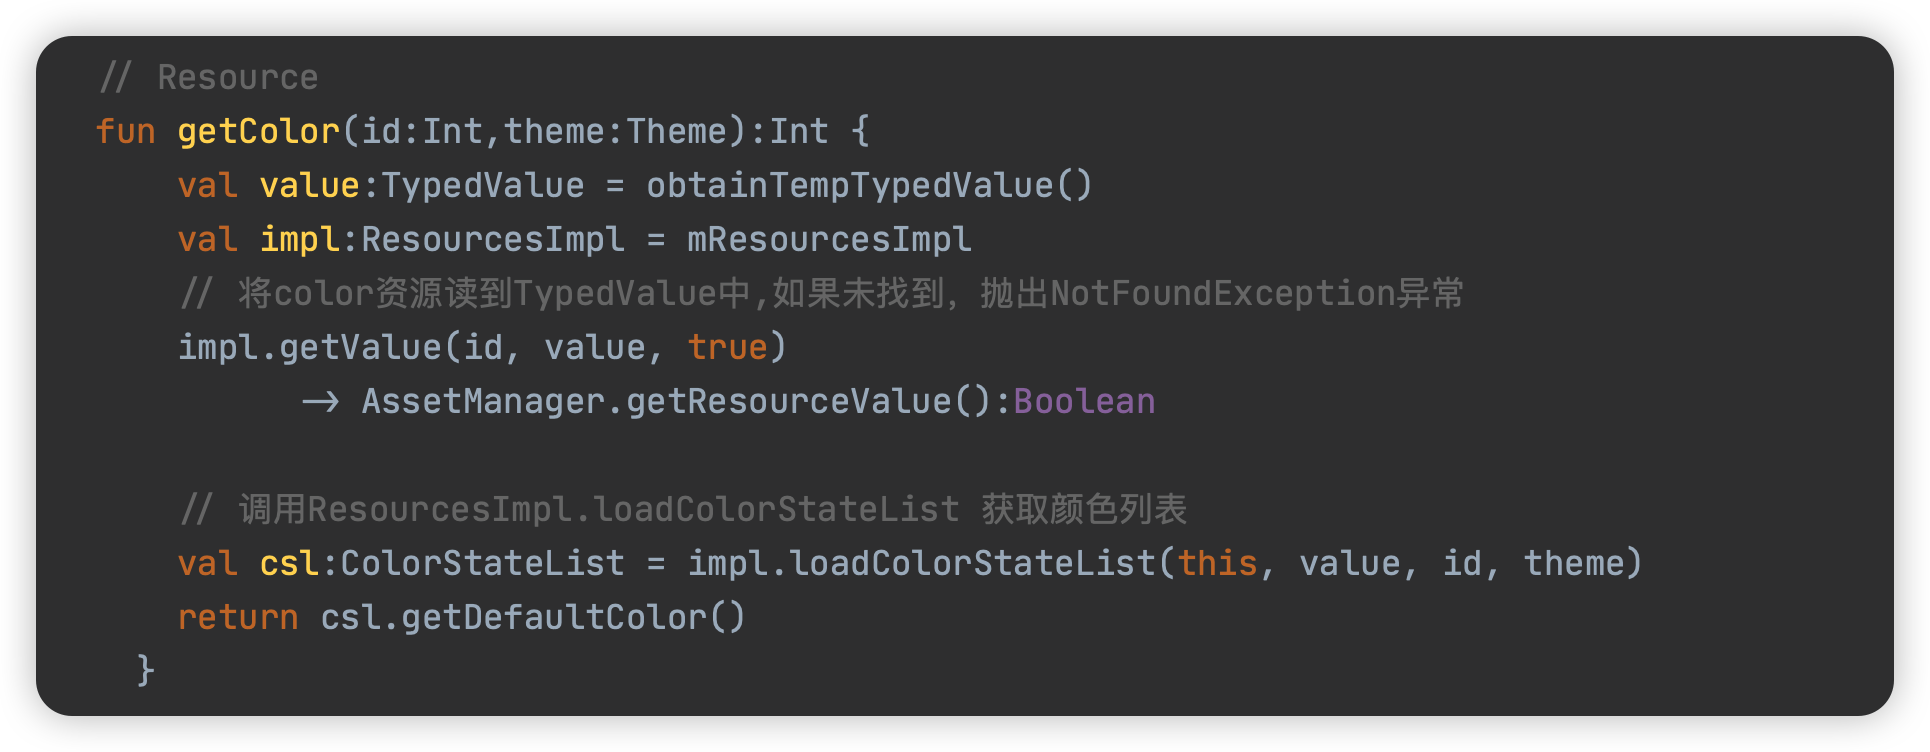 // Resource
fun getColor(id:Int,theme:Theme):Int {
val value:TypedValue = obtainTempTypedValue()
val impl:ResourcesImpl = mResourcesImpl
// 将color资源读到TypedValue中,如果未找到，抛出NotFoundException异常
impl.getValue(id, value, true)
-> AssetManager.getResourceValue():Boolean
// 调用ResourcesImpl.loadColorStateList 获取颜色列表
val csl:ColorStateList = impl.loadColorStateList(this, value, id, theme)
return csl.getDefaultColor()
}